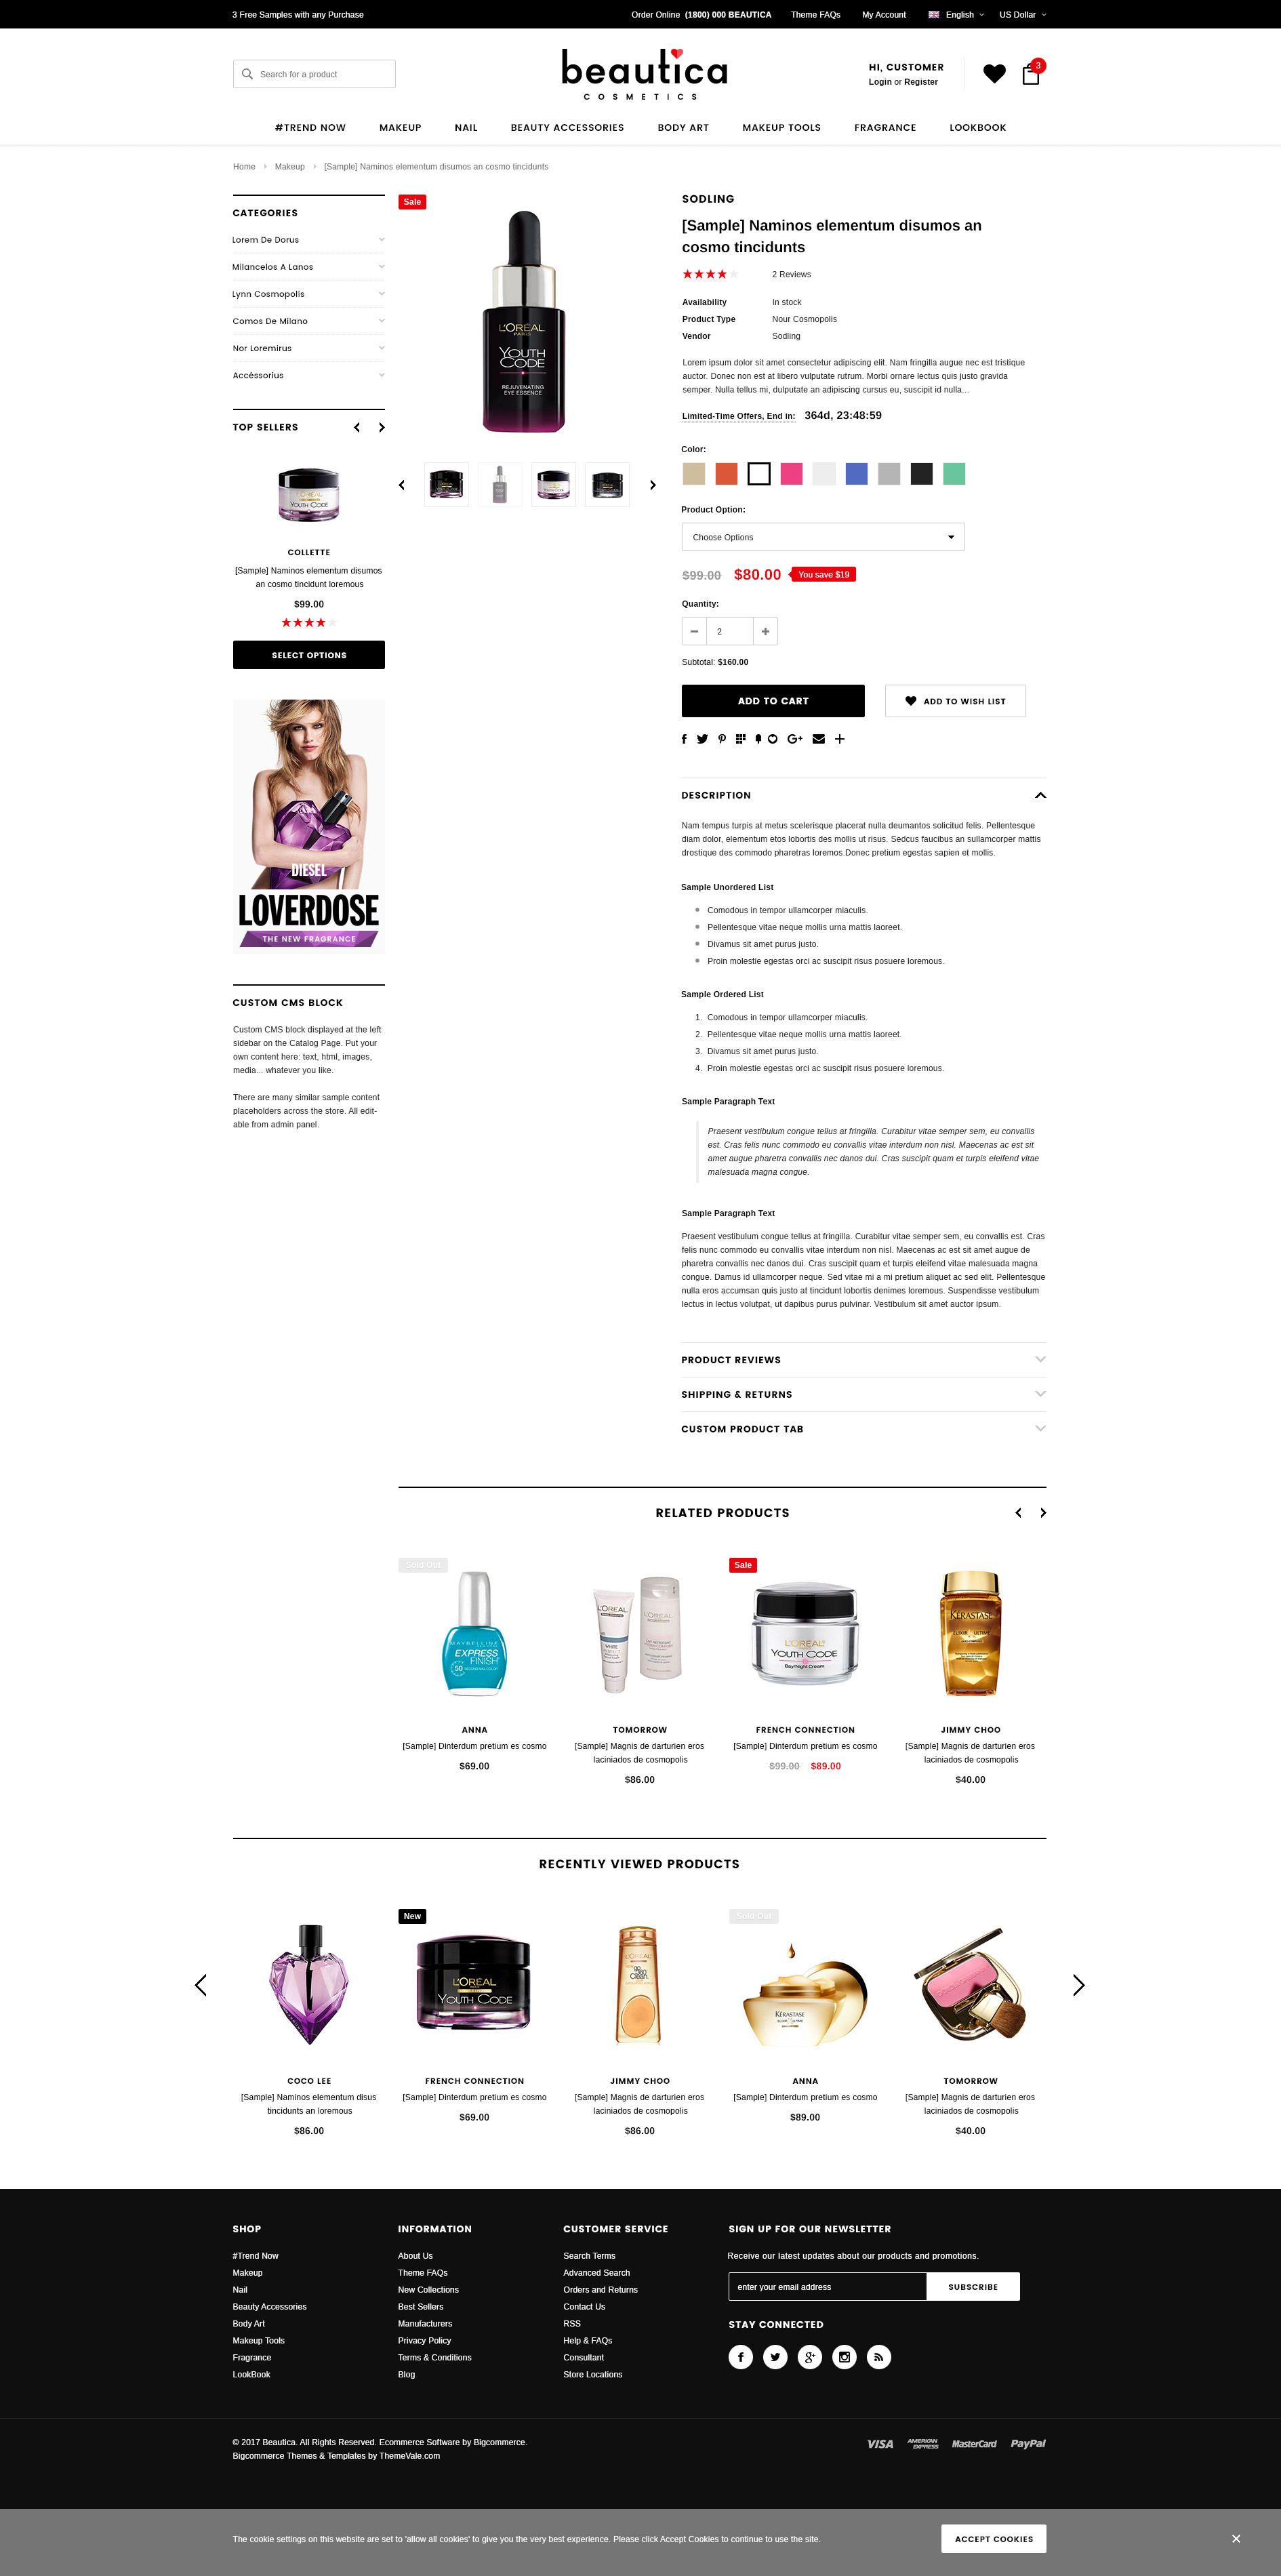 3 Free Samples with any Purchase
Order Online (1800) 000 BEAUTICA
Theme FAQs
My Account
English
US Dollar
Search for a product
beautica
COSMETICS
HI, CUSTOMER
Login or Register
3
#TREND NOW
MAKEUP
NAIL
BEAUTY ACCESSORIES
BODY ART
MAKEUP TOOLS
FRAGRANCE
LOOKBOOK
Home
Makeup
[Sample] Naminos elementum disumos an cosmo tincidunts
CATEGORIES
Lorem De Dorus
Milancelos A Lanos
Lynn Cosmopolis
Comos De Milano
Nor Loremirus
Accéssorius
TOP SELLERS
L'OREAL
YOUTH CODE
COLLETTE
[Sample] Naminos elementum disumos
an cosmo tincidunt loremous
$99.00
SELECT OPTIONS
DIESEL
LOVERDOSE
THE NEW FRAGRANCE
CUSTOM CMS BLOCK
Custom CMS block displayed at the left
sidebar on the Catalog Page. Put your
own content here: text, html, images,
media... whatever you like.
There are many similar sample content
placeholders across the store. All edit-
able from admin panel.
Sale
L'ORÉAL
PARIS
YOUTH
CODE
REJUVENATING
EYE ESSENCE
SODLING
[Sample] Naminos elementum disumos an
cosmo tincidunts
2 Reviews
Availability In stock
Product Type Nour Cosmopolis
Vendor Sodling
Lorem ipsum dolor sit amet consectetur adipiscing elit. Nam fringilla augue nec est tristique
auctor. Donec non est at libero vulputate rutrum. Morbi ornare lectus quis justo gravida
semper. Nulla tellus mi, dulputate an adipiscing cursus eu, suscipit id nulla...
Limited-Time Offers, End in: 364d, 23:48:59
Color:
Product Option:
Choose Options
$99.00 $80.00 You save $19
Quantity:
2
Subtotal: $160.00
ADD TO CART
ADD TO WISH LIST
DESCRIPTION
Nam tempus turpis at metus scelerisque placerat nulla deumantos solicitud felis. Pellentesque
diam dolor, elementum etos lobortis des mollis ut risus. Sedcus faucibus an sullamcorper mattis
drostique des commodo pharetras loremos.Donec pretium egestas sapien et mollis.
Sample Unordered List
Comodous in tempor ullamcorper miaculis.
Pellentesque vitae neque mollis urna mattis laoreet.
Divamus sit amet purus justo.
Proin molestie egestas orci ac suscipit risus posuere loremous.
Sample Ordered List
1. Comodous in tempor ullamcorper miaculis.
2. Pellentesque vitae neque mollis urna mattis laoreet.
3. Divamus sit amet purus justo.
4. Proin molestie egestas orci ac suscipit risus posuere loremous.
Sample Paragraph Text
Praesent vestibulum congue tellus at fringilla. Curabitur vitae semper sem, eu convallis
est. Cras felis nunc commodo eu convallis vitae interdum non nisl. Maecenas ac est sit
amet augue pharetra convallis nec danos dui. Cras suscipit quam et turpis eleifend vitae
malesuada magna congue.
Sample Paragraph Text
Praesent vestibulum congue tellus at fringilla. Curabitur vitae semper sem, eu convallis est. Cras
felis nunc commodo eu convallis vitae interdum non nisl. Maecenas ac est sit amet augue de
pharetra convallis nec danos dui. Cras suscipit quam et turpis eleifend vitae malesuada magna
congue. Damus id ullamcorper neque. Sed vitae mi a mi pretium aliquet ac sed elit. Pellentesque
nulla eros accumsan quis justo at tincidunt lobortis denimes loremous. Suspendisse vestibulum
lectus in lectus volutpat, ut dapibus purus pulvinar. Vestibulum sit amet auctor ipsum.
PRODUCT REVIEWS
SHIPPING & RETURNS
CUSTOM PRODUCT TAB
RELATED PRODUCTS
Sold Out
MAYBELLINE
EXPRESS
FINISH
50
L'OREAL
WHITE
L'OREAL
Sale
L'ORÉAL
YOUTH CODE
Day/Night Cream
KÉRASTASE
ELIXIR ULTIME
ANNA
[Sample] Dinterdum pretium es cosmo
$69.00
TOMORROW
[Sample] Magnis de darturien eros
laciniados de cosmopolis
$86.00
FRENCH CONNECTION
[Sample] Dinterdum pretium es cosmo
$99.00 $89.00
JIMMY CHOO
[Sample] Magnis de darturien eros
laciniados de cosmopolis
$40.00
RECENTLY VIEWED PRODUCTS
New
L'ORÉAL
YOUTH CODE
Sold Out
KÉRASTASE
ELIXIR ULTIME
COCO LEE
[Sample] Naminos elementum disus
tincidunts an loremous
$86.00
FRENCH CONNECTION
[Sample] Dinterdum pretium es cosmo
$69.00
JIMMY CHOO
[Sample] Magnis de darturien eros
laciniados de cosmopolis
$86.00
ANNA
[Sample] Dinterdum pretium es cosmo
$89.00
TOMORROW
[Sample] Magnis de darturien eros
laciniados de cosmopolis
$40.00
SHOP
#Trend Now
Makeup
Nail
Beauty Accessories
Body Art
Makeup Tools
Fragrance
LookBook
INFORMATION
About Us
Theme FAQs
New Collections
Best Sellers
Manufacturers
Privacy Policy
Terms & Conditions
Blog
CUSTOMER SERVICE
Search Terms
Advanced Search
Orders and Returns
Contact Us
RSS
Help & FAQs
Consultant
Store Locations
SIGN UP FOR OUR NEWSLETTER
Receive our latest updates about our products and promotions.
enter your email address
SUBSCRIBE
STAY CONNECTED
© 2017 Beautica. All Rights Reserved. Ecommerce Software by Bigcommerce.
Bigcommerce Themes & Templates by ThemeVale.com
VISA
AMERICAN EXPRESS
MasterCard
PayPal
The cookie settings on this website are set to 'allow all cookies' to give you the very best experience. Please click Accept Cookies to continue to use the site.
ACCEPT COOKIES